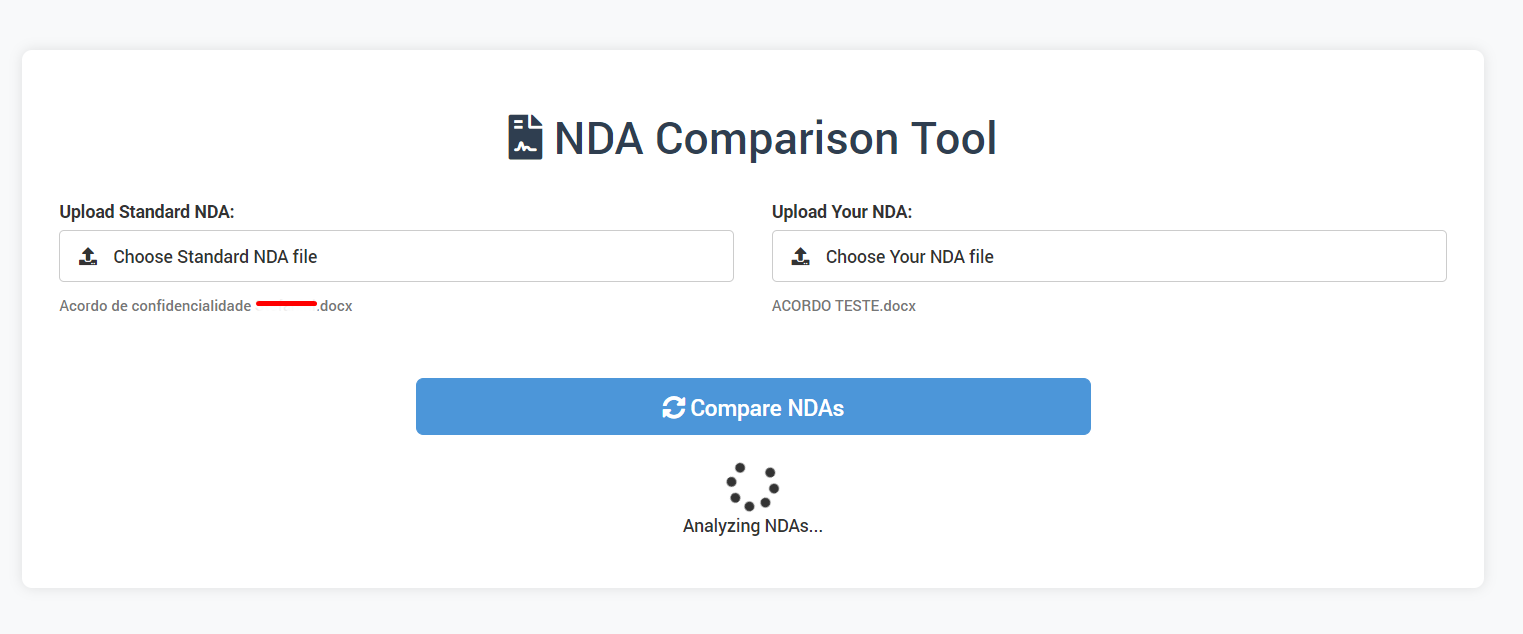 NDA Comparison Tool
Upload Standard NDA:
Choose Standard NDA file
Acordo de confidencialidade .docx
Upload Your NDA:
Choose Your NDA file
ACORDO TESTE.docx
Compare NDAs
Analyzing NDAs...